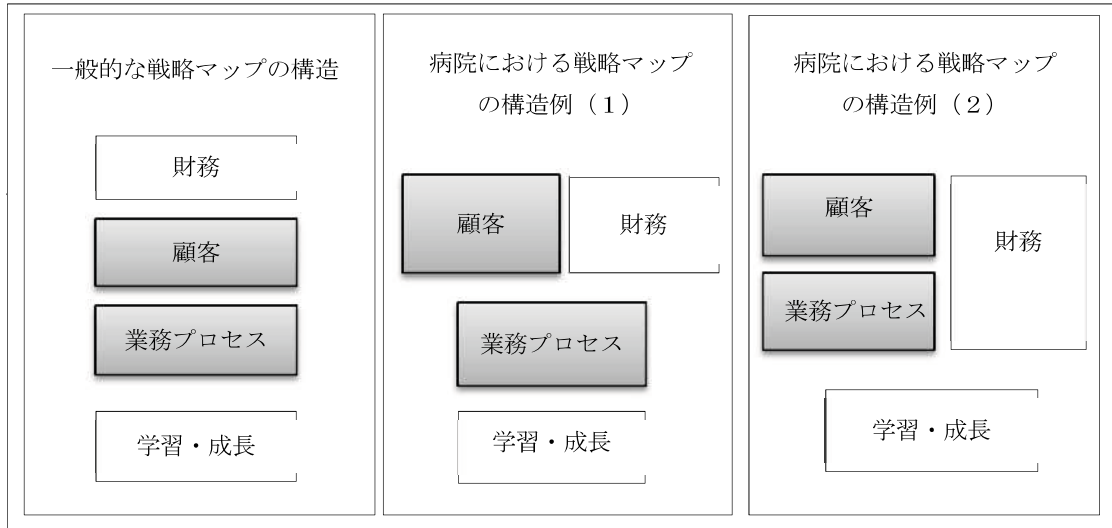 一般的な戦略マップの構造
財務
顧客
業務プロセス
学習・成長
病院における戦略マップ
の構造例（１）
顧客
財務
業務プロセス
学習・成長
病院における戦略マップ
の構造例（２）
顧客
財務
業務プロセス
学習・成長